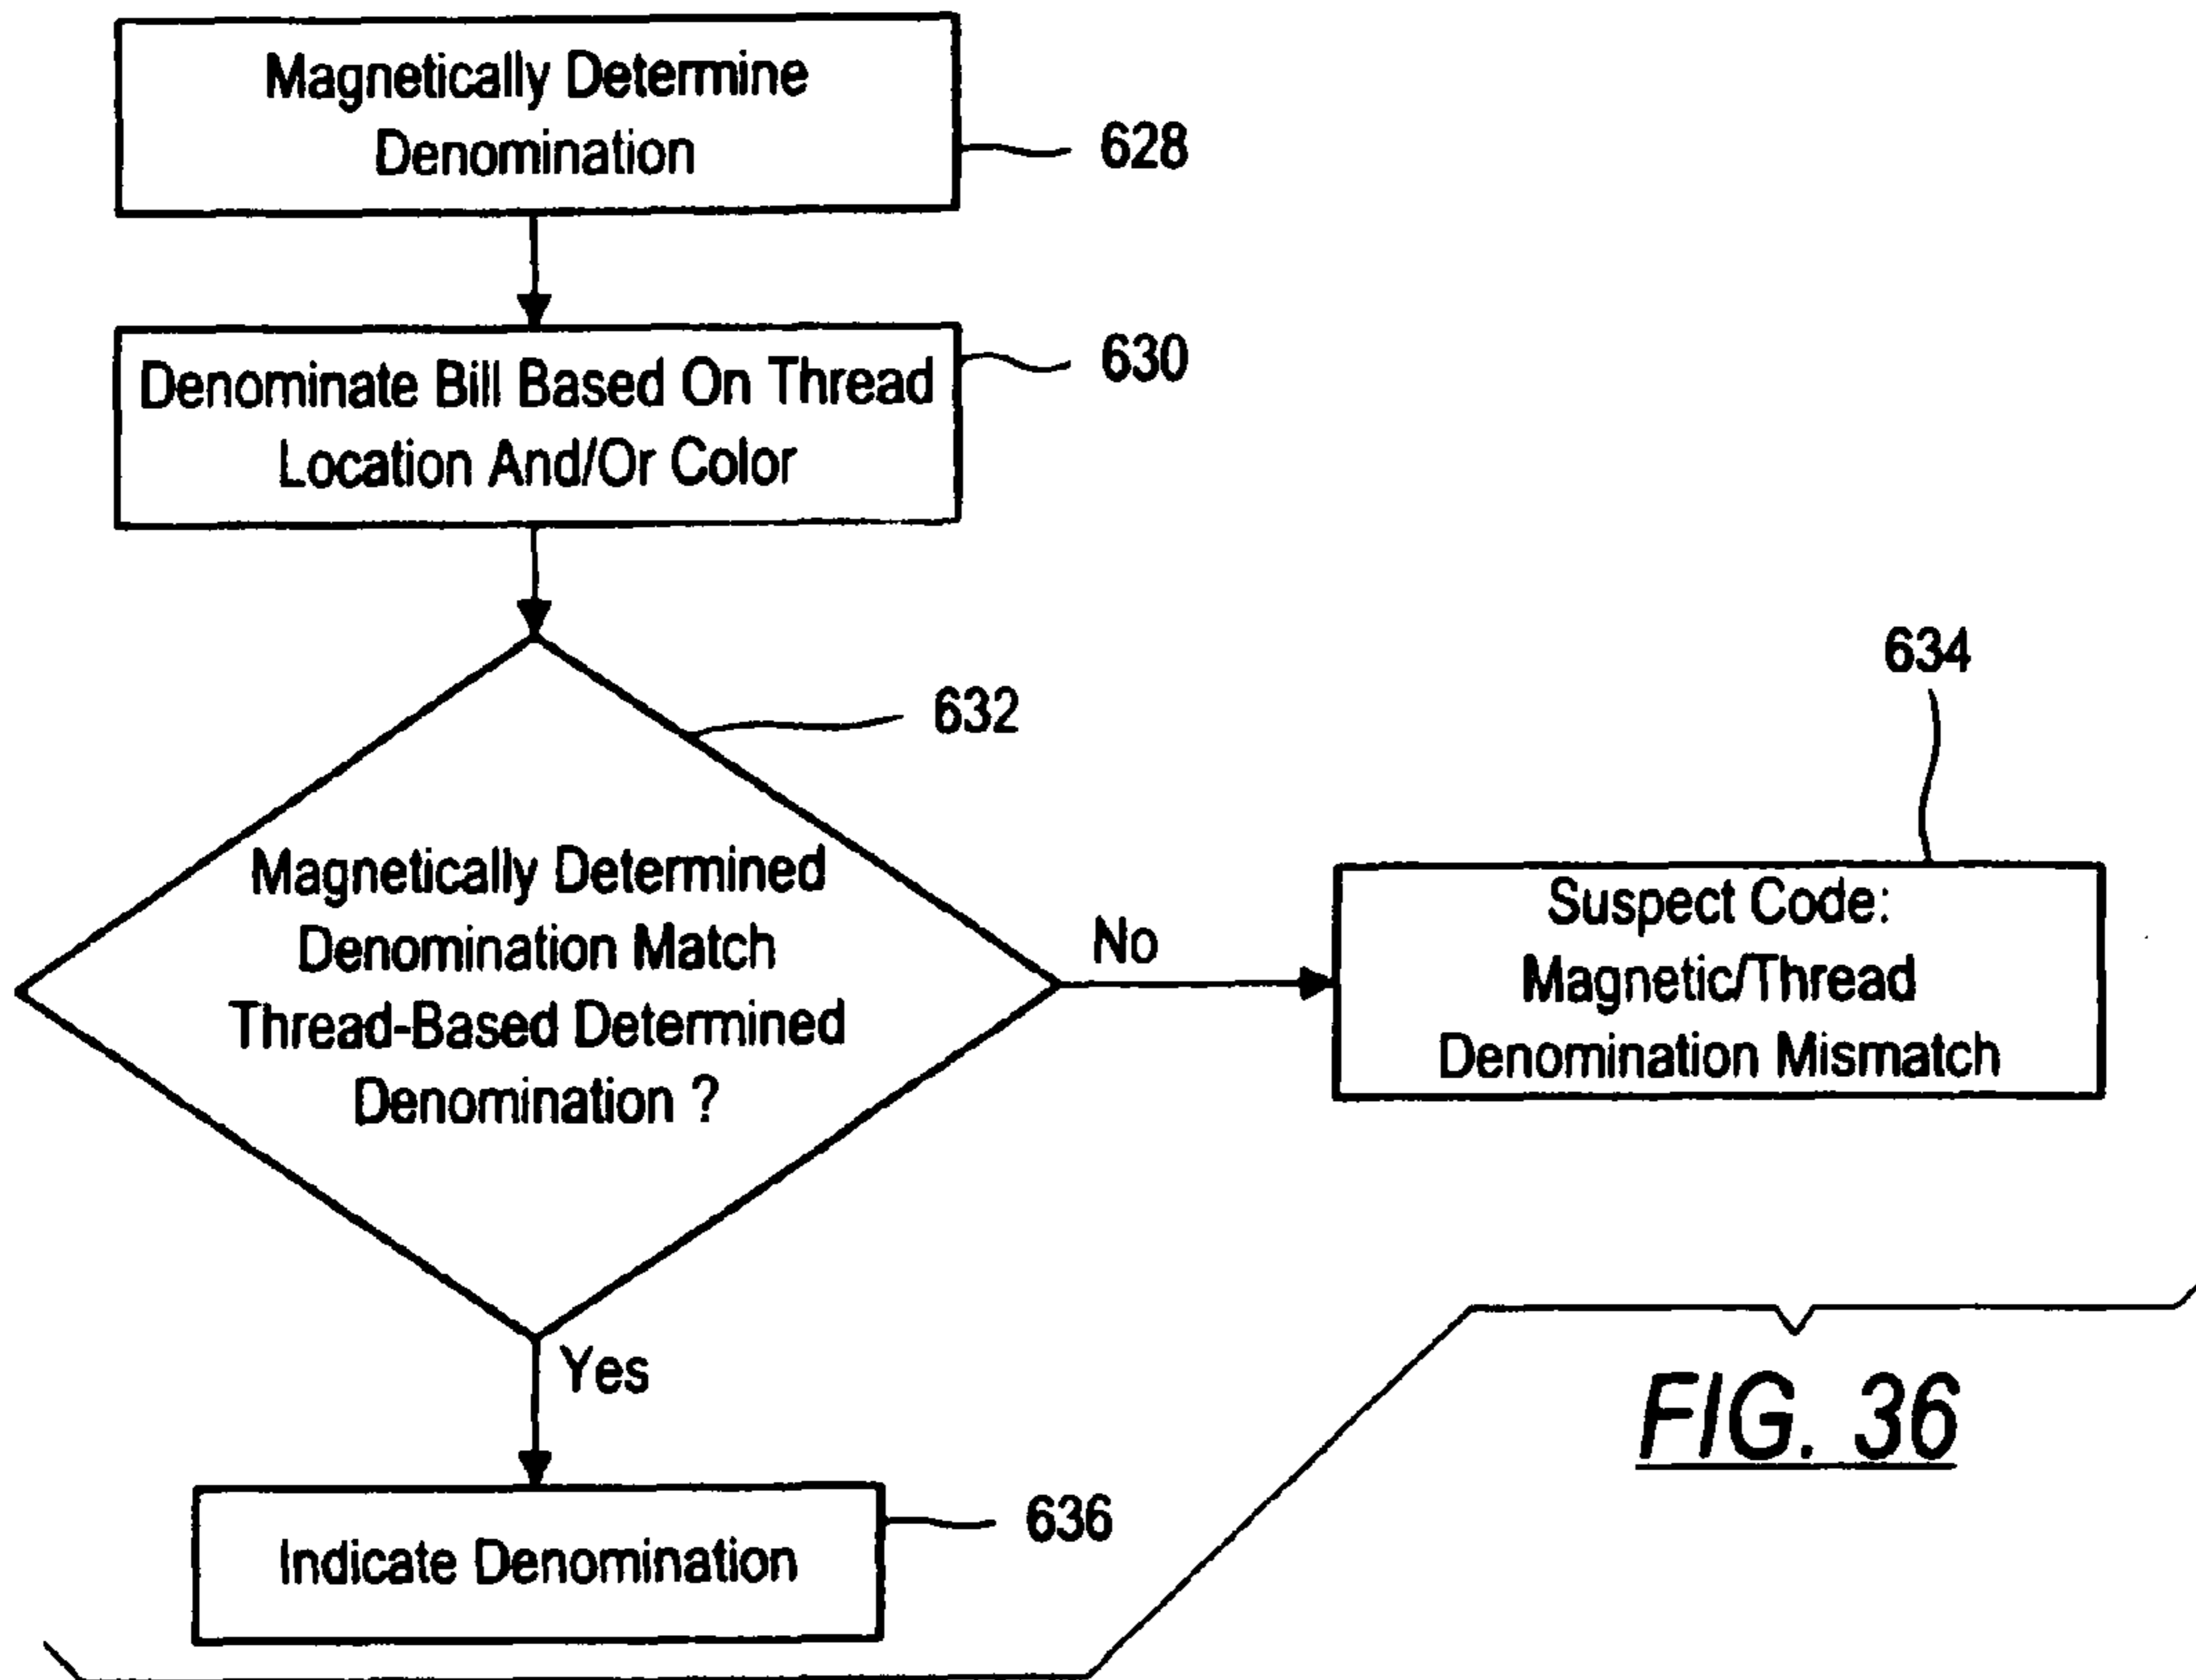 Magnetically Determine
Denomination
628
Denominate Bill Based On Thread
Location And/Or Color
630
632
Magnetically Determined
Denomination Match
Thread-Based Determined
Denomination ?
No
634
Suspect Code:
Magnetic/Thread
Denomination Mismatch
Yes
Indicate Denomination
636
FIG. 36